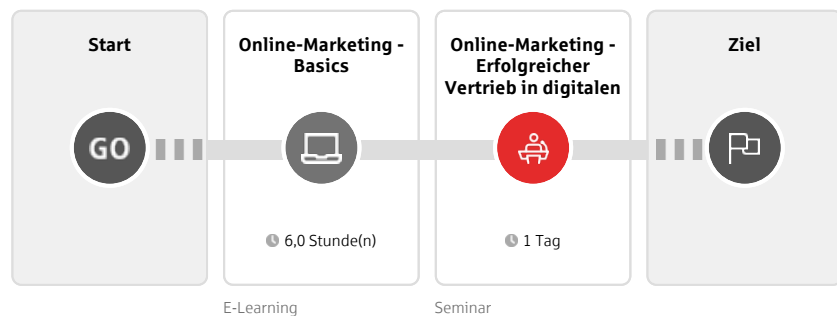 Start
Online-Marketing -
Basics
Online-Marketing -
Erfolgreicher
Vertrieb in digitalen
Ziel
GO
6,0 Stunde(n)
1 Tag
E-Learning
Seminar